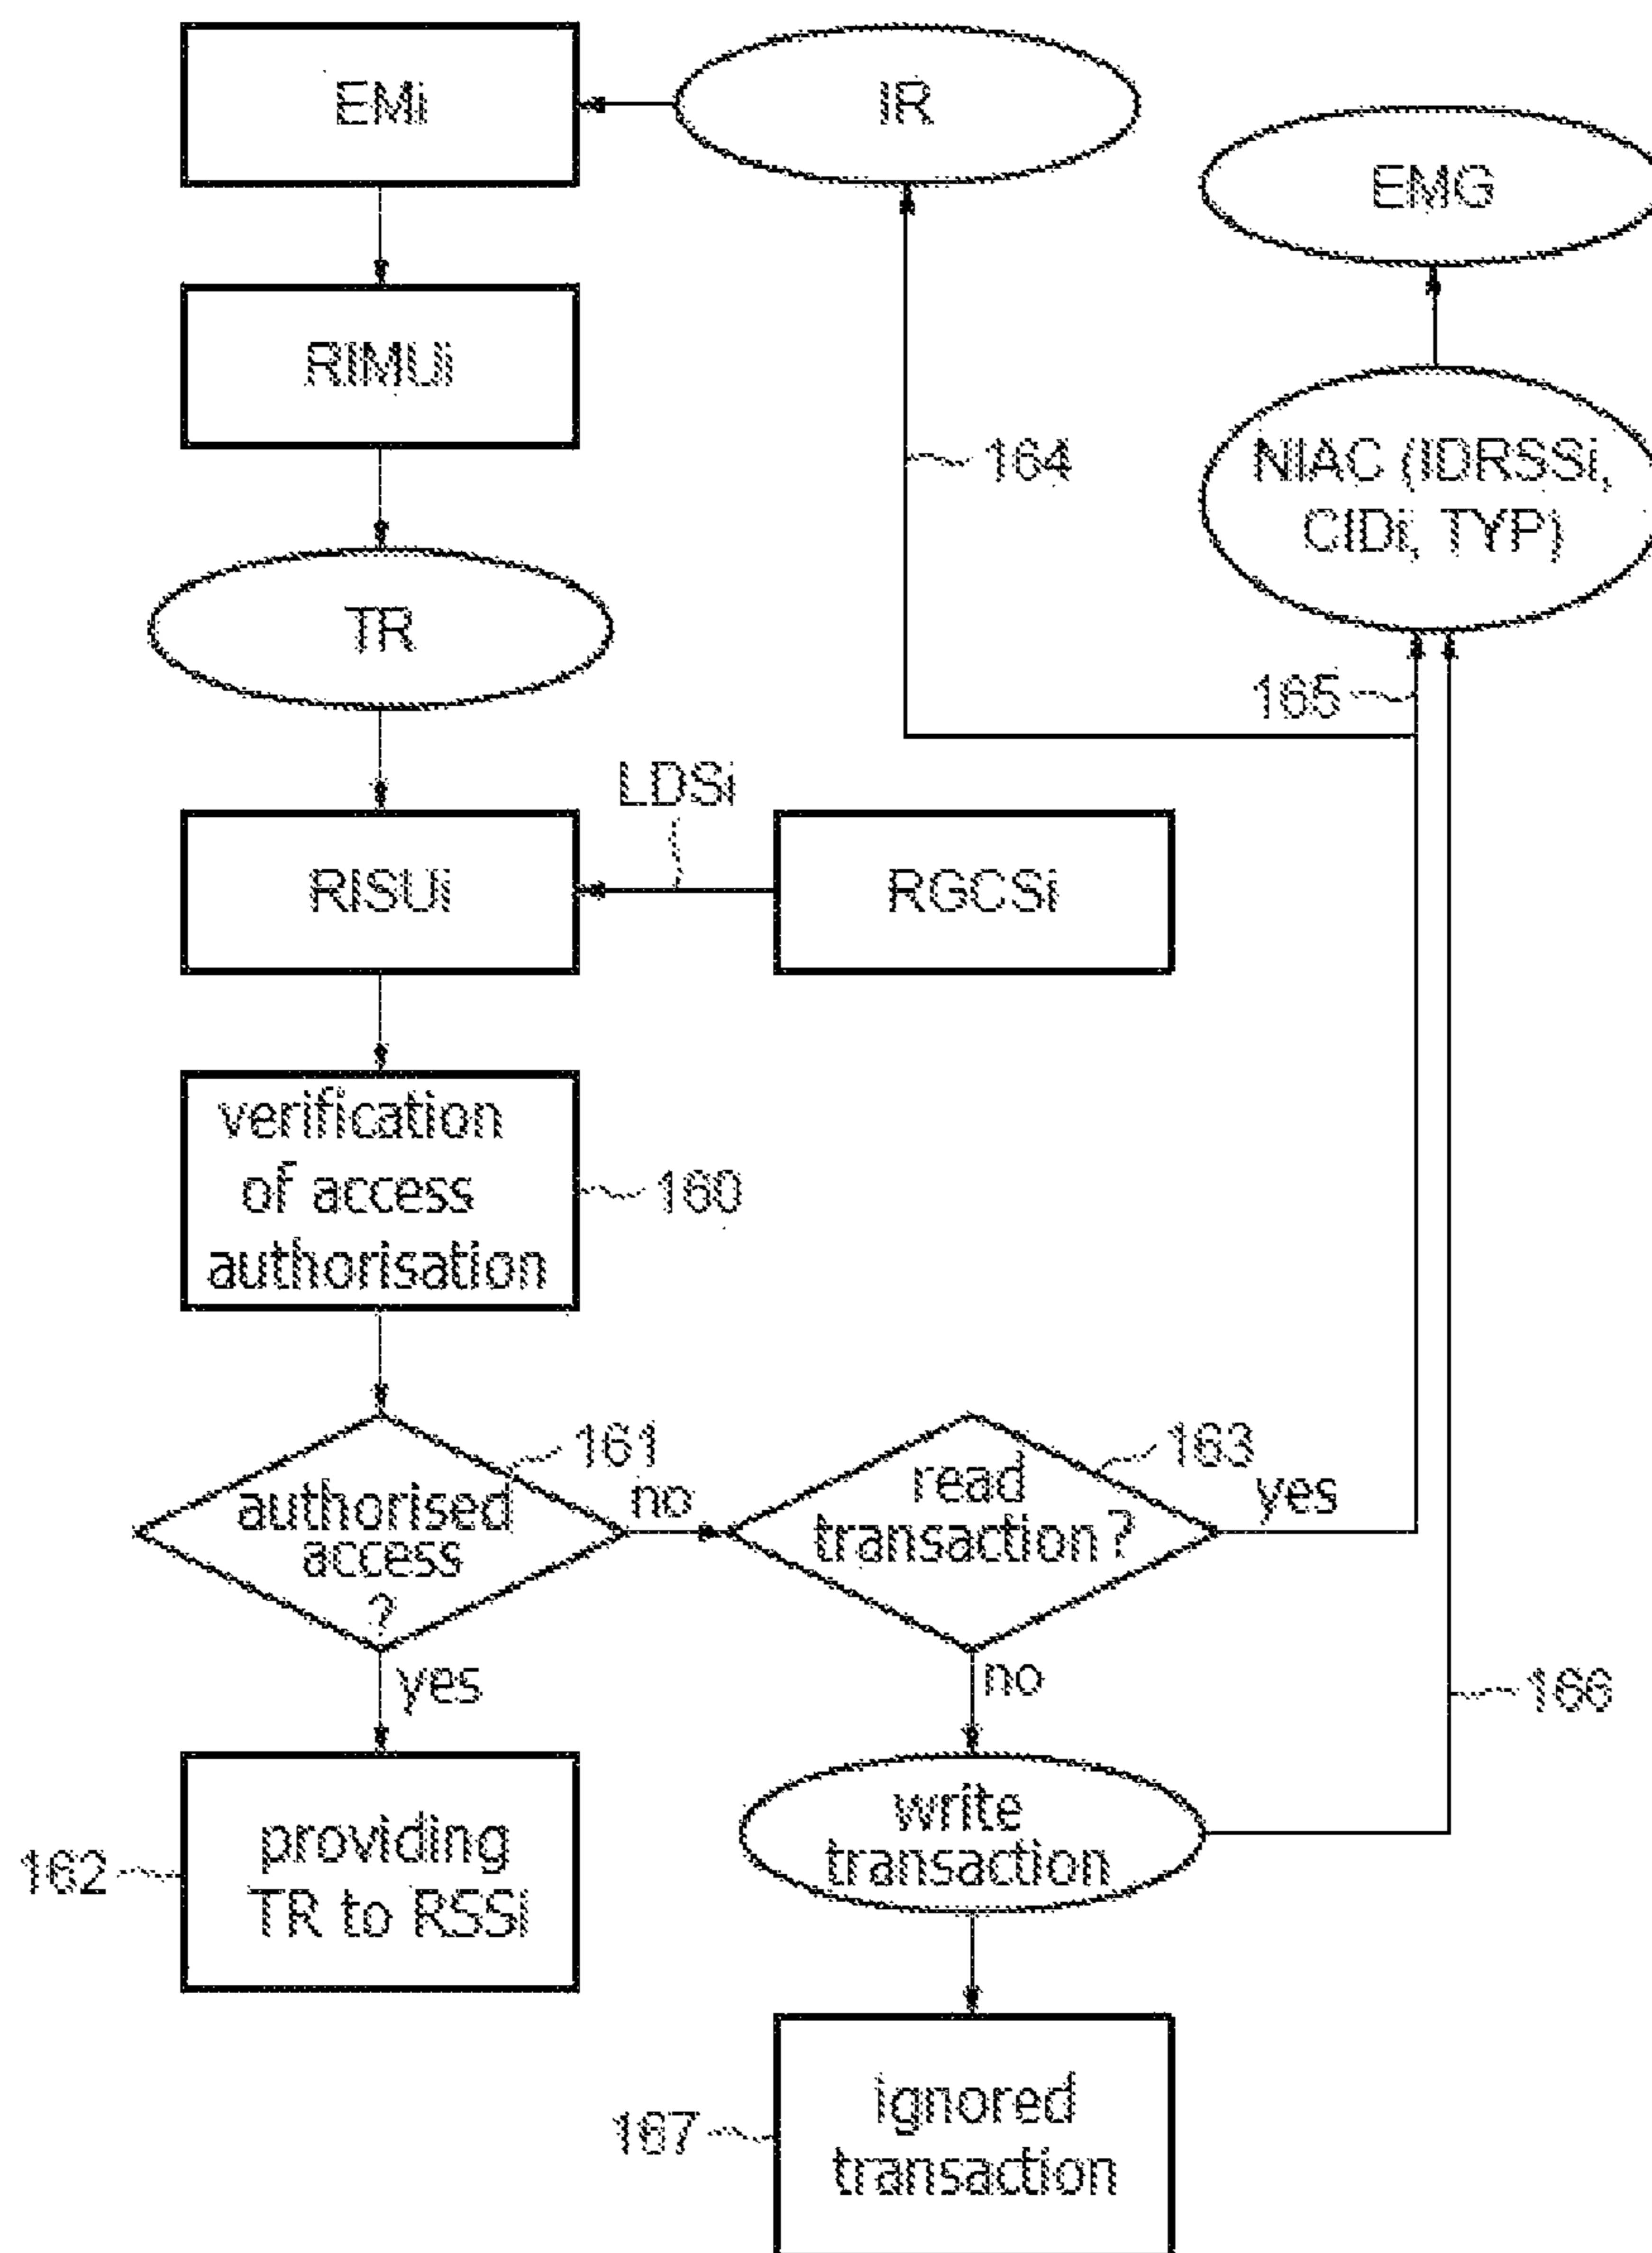 EMi
IR
EMG
RIMUi
164
NIAC (IDRSSi,
CIDi, TYP)
TR
165
LDSi
RISUi
RGCSi
verification
of access
authorisation
160
161
authorised
access
?
no
read
transaction?
163
yes
yes
no
166
162
providing
TR to RSSi
write
transaction
167
ignored
transaction